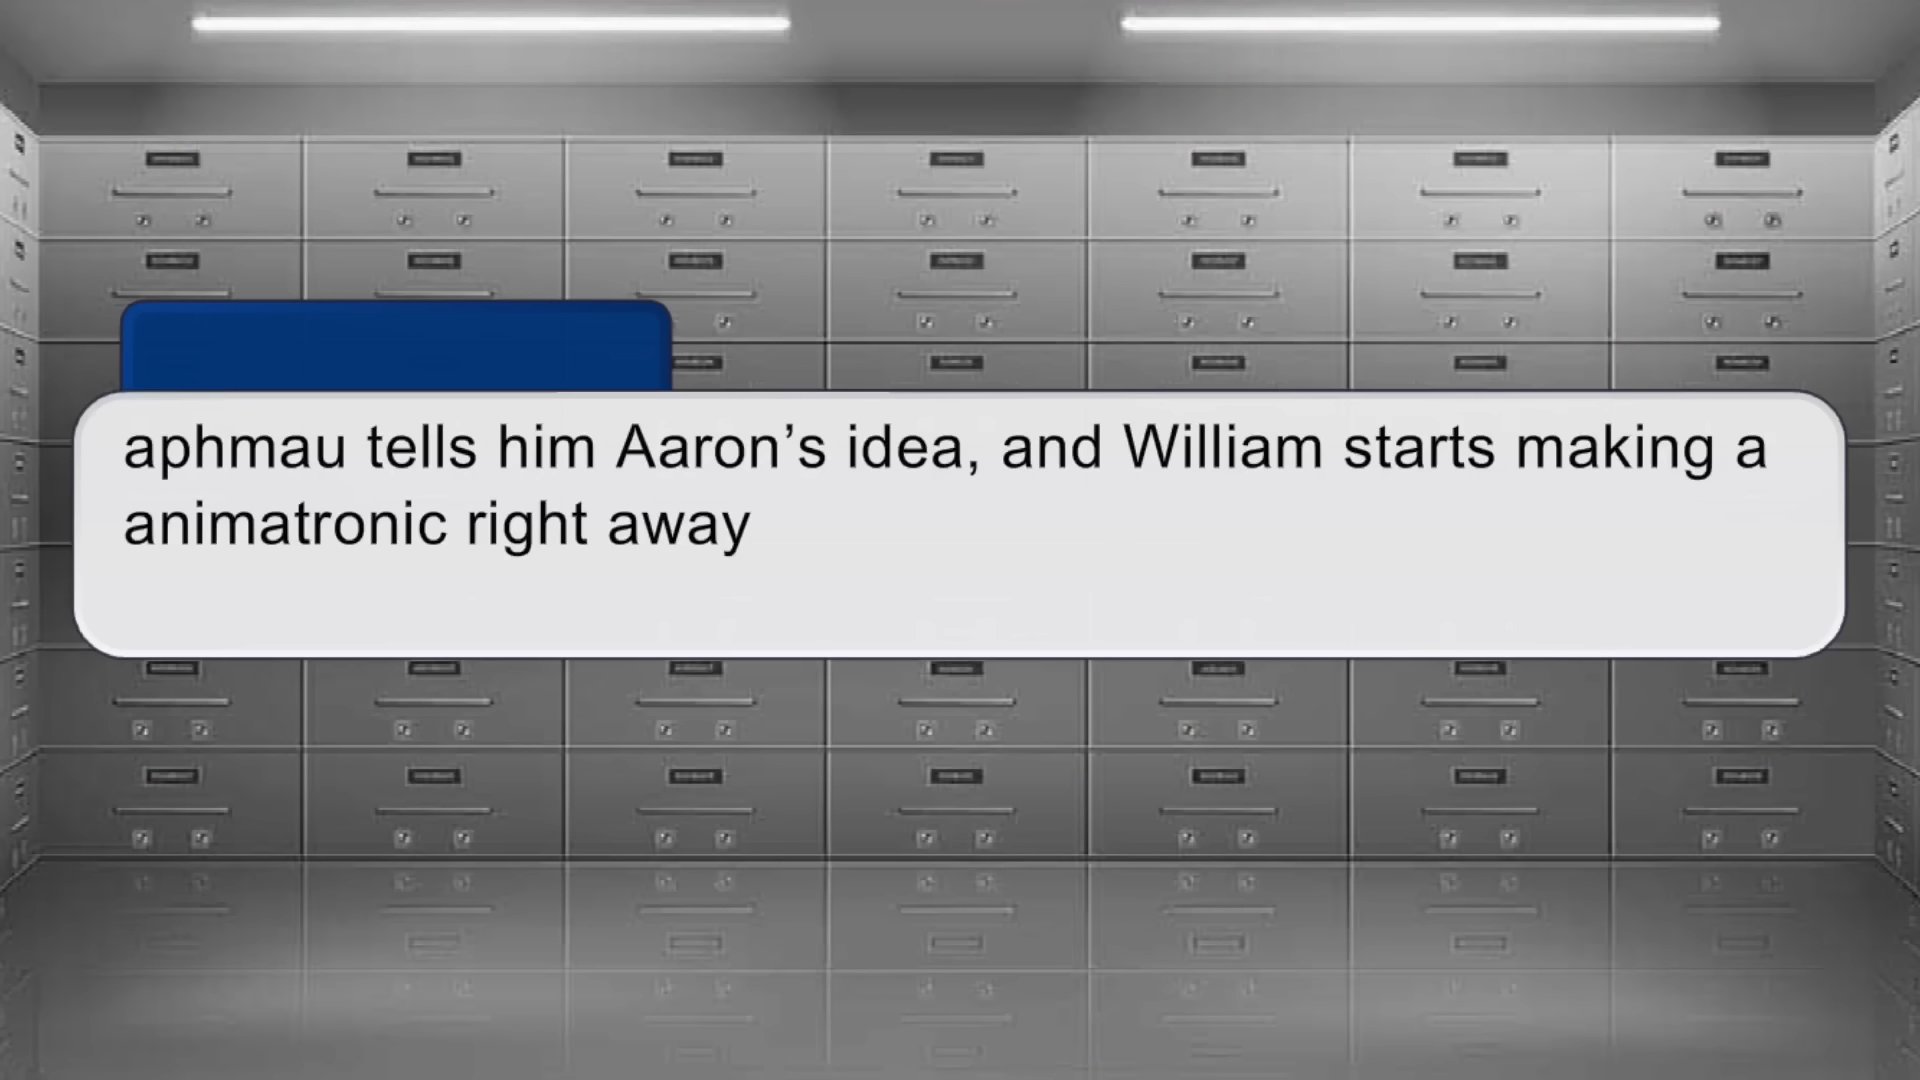 aphmau tells him Aaron’s idea, and William starts making a
animatronic right away